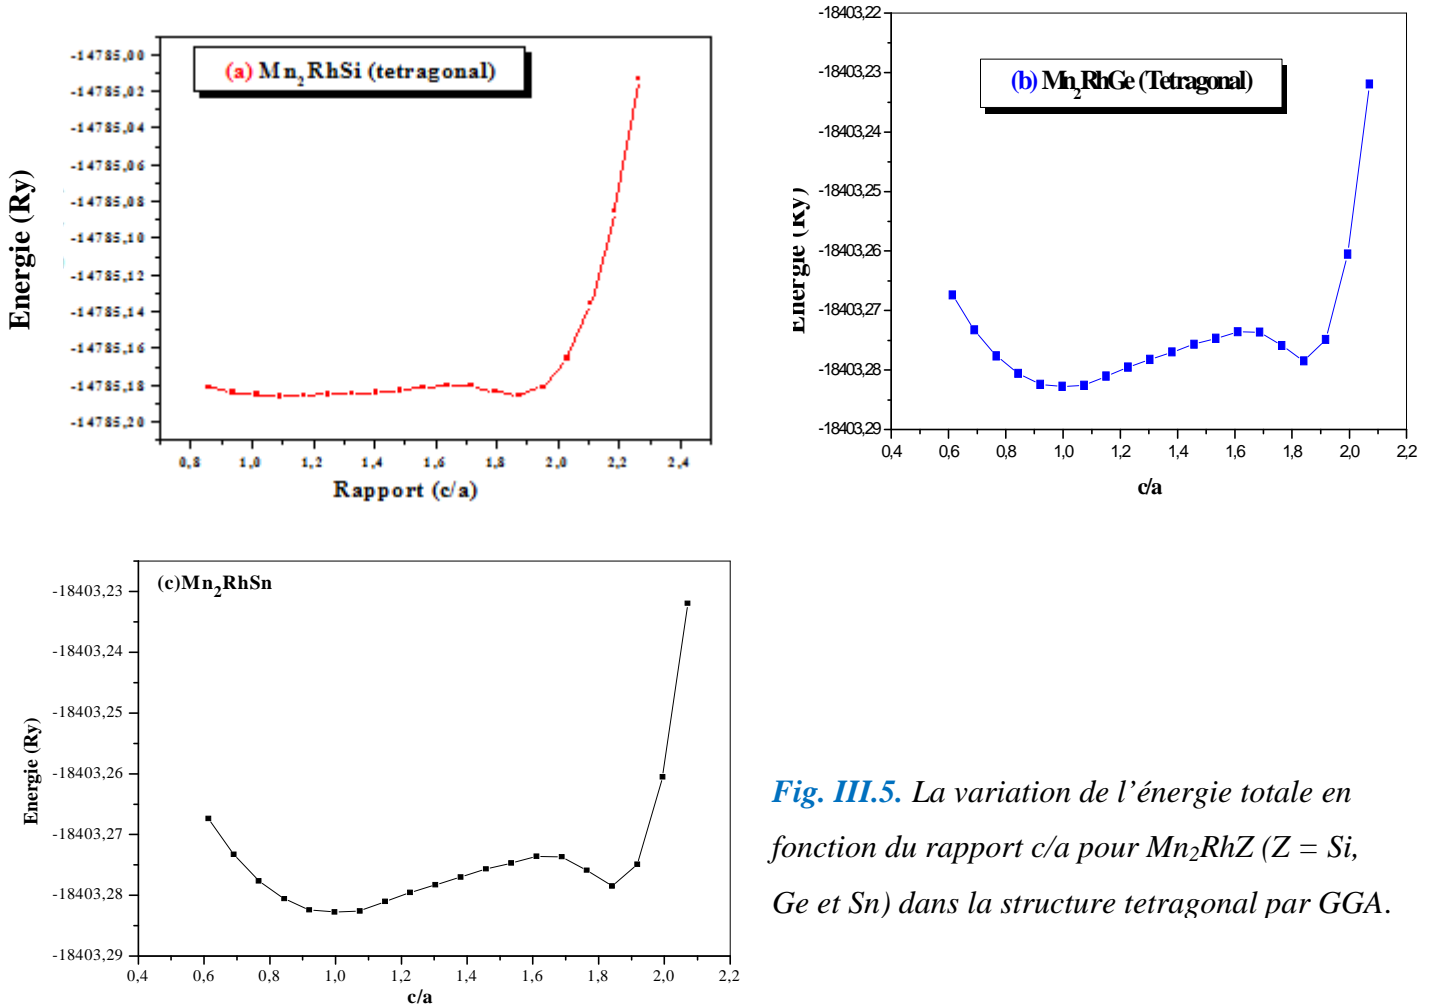 -14785,00
-14785,02
-14785,04
-14785,06
-14785,08
-14785,10
-14785,12
-14785,14
-14785,16
-14785,18
-14785,20
Energie (Ry)
(a) Mn2RhSi (tetragonal)
0,8 1,0 1,2 1,4 1,6 1,8 2,0 2,2 2,4
Rapport (c/a)
-18403,22
-18403,23
-18403,24
-18403,25
-18403,26
-18403,27
-18403,28
-18403,29
Energie (Ry)
(b) Mn2RhGe (Tetragonal)
0,4 0,6 0,8 1,0 1,2 1,4 1,6 1,8 2,0 2,2
c/a
-18403,23
-18403,24
-18403,25
-18403,26
-18403,27
-18403,28
-18403,29
Energie (Ry)
(c)Mn2RhSn
0,4 0,6 0,8 1,0 1,2 1,4 1,6 1,8 2,0 2,2
c/a
Fig. III.5. La variation de l'énergie totale en
fonction du rapport c/a pour Mn2RhZ (Z = Si,
Ge et Sn) dans la structure tetragonal par GGA.